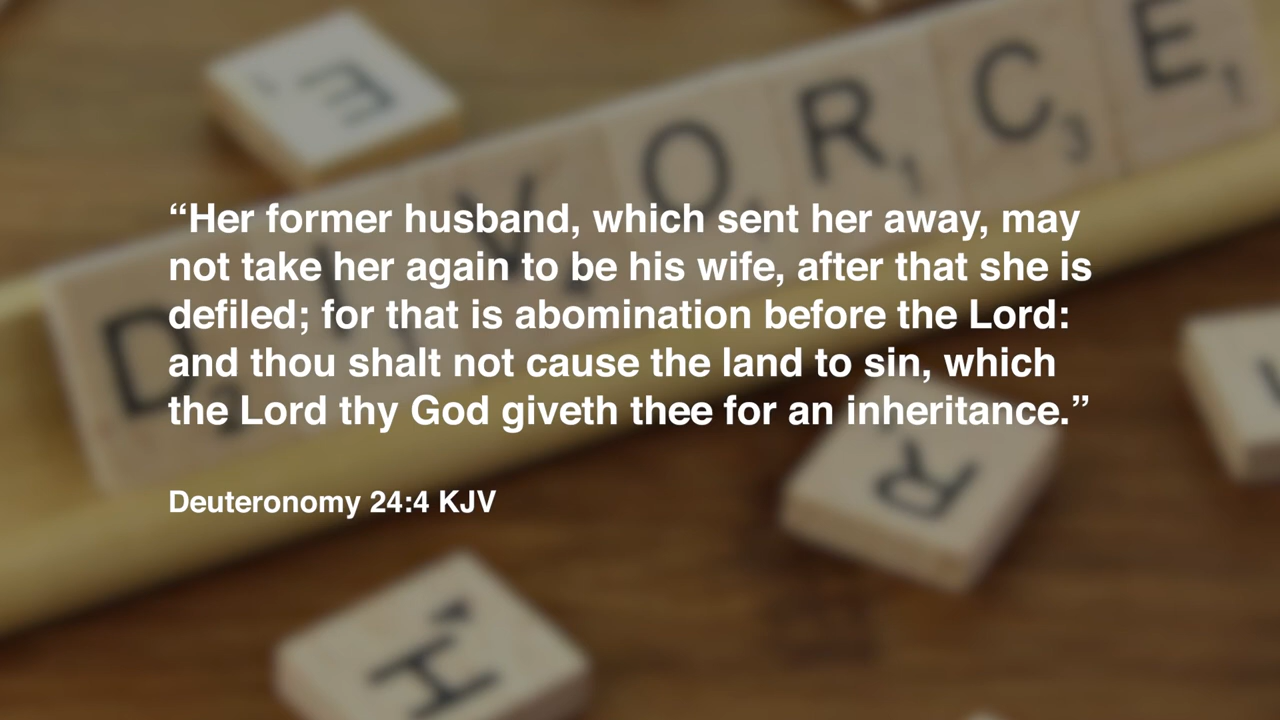 “Her former husband, which sent her away, may
not take her again to be his wife, after that she is
defiled; for that is abomination before the Lord:
and thou shalt not cause the land to sin, which
the Lord thy God giveth thee for an inheritance.”
Deuteronomy 24:4 KJV
E
DIVORCE
R
H